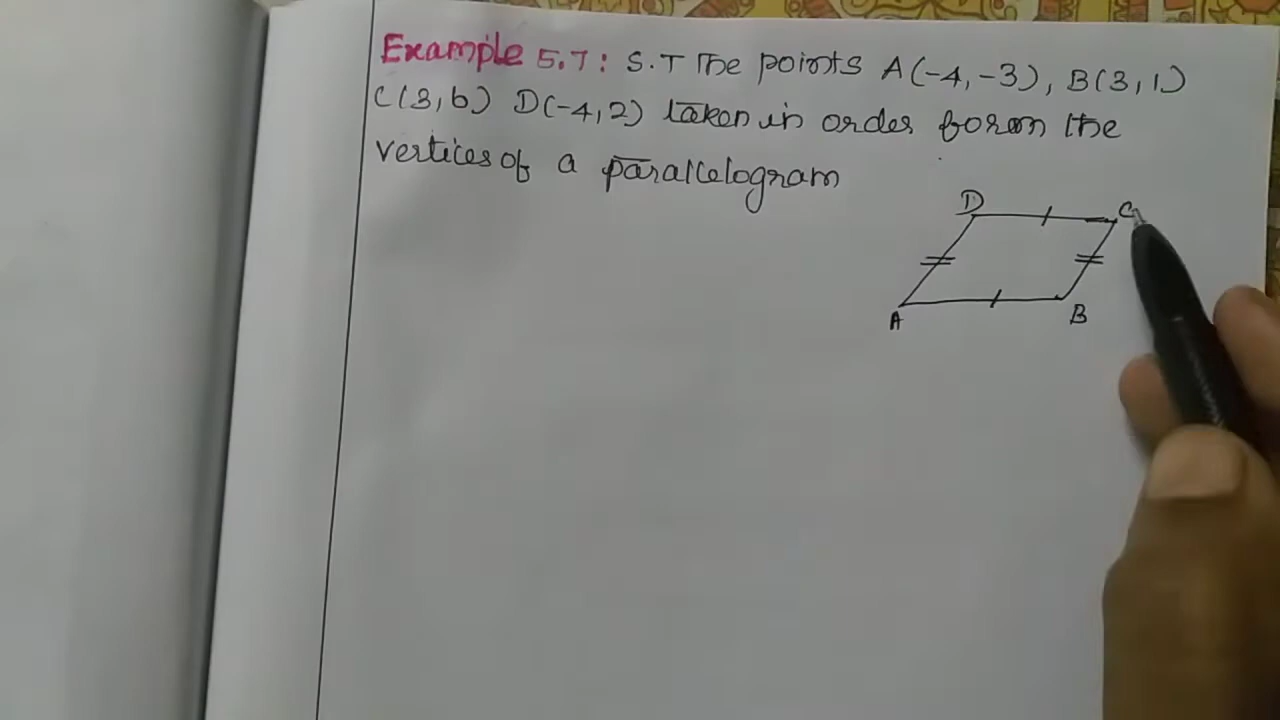 Example 5.7: S.T The points A(-4,-3), B(3,1)
C(3,6) D(-4,2) taken in order form the
vertices of a parallelogram
D C
A B